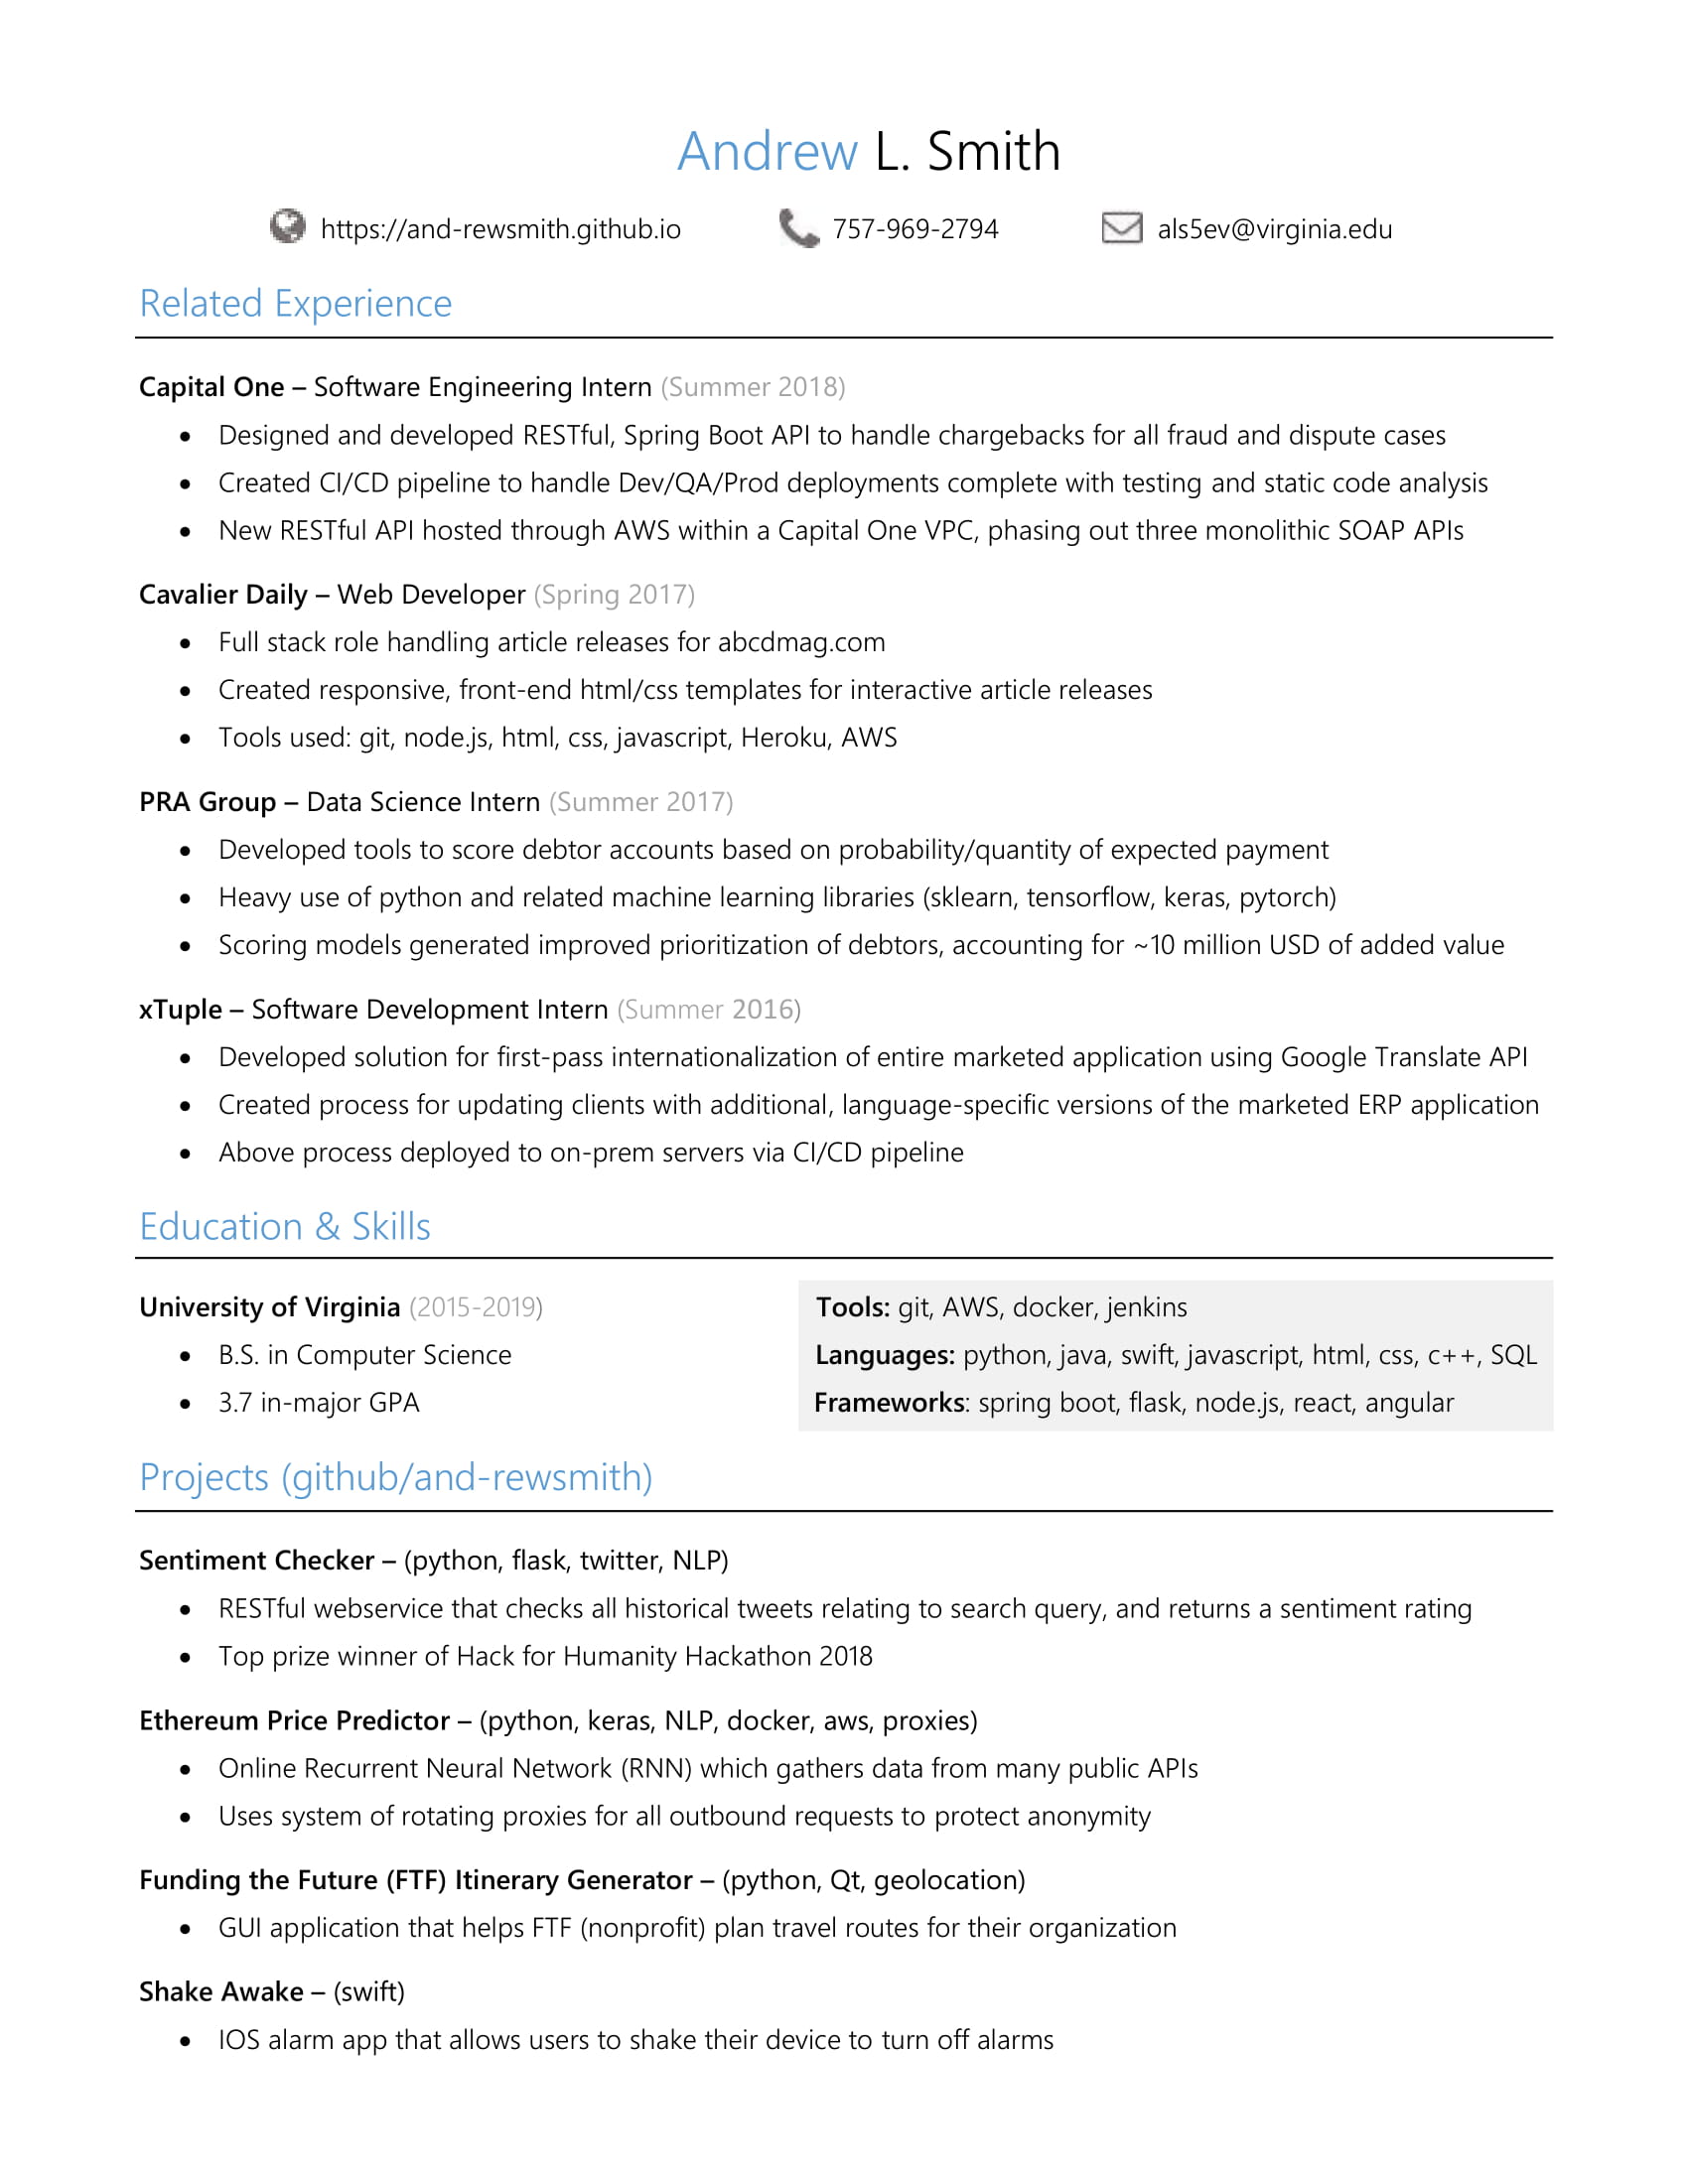 Andrew L. Smith
https://and-rewsmith.github.io 757-969-2794 als5ev@virginia.edu
Related Experience
Capital One – Software Engineering Intern (Summer 2018)
• Designed and developed RESTful, Spring Boot API to handle chargebacks for all fraud and dispute cases
• Created CI/CD pipeline to handle Dev/QA/Prod deployments complete with testing and static code analysis
• New RESTful API hosted through AWS within a Capital One VPC, phasing out three monolithic SOAP APIs
Cavalier Daily – Web Developer (Spring 2017)
• Full stack role handling article releases for abcdmag.com
• Created responsive, front-end html/css templates for interactive article releases
• Tools used: git, node.js, html, css, javascript, Heroku, AWS
PRA Group – Data Science Intern (Summer 2017)
• Developed tools to score debtor accounts based on probability/quantity of expected payment
• Heavy use of python and related machine learning libraries (sklearn, tensorflow, keras, pytorch)
• Scoring models generated improved prioritization of debtors, accounting for ~10 million USD of added value
xTuple – Software Development Intern (Summer 2016)
• Developed solution for first-pass internationalization of entire marketed application using Google Translate API
• Created process for updating clients with additional, language-specific versions of the marketed ERP application
• Above process deployed to on-prem servers via CI/CD pipeline
Education & Skills
University of Virginia (2015-2019)
• B.S. in Computer Science
• 3.7 in-major GPA
Tools: git, AWS, docker, jenkins
Languages: python, java, swift, javascript, html, css, c++, SQL
Frameworks: spring boot, flask, node.js, react, angular
Projects (github/and-rewsmith)
Sentiment Checker – (python, flask, twitter, NLP)
• RESTful webservice that checks all historical tweets relating to search query, and returns a sentiment rating
• Top prize winner of Hack for Humanity Hackathon 2018
Ethereum Price Predictor – (python, keras, NLP, docker, aws, proxies)
• Online Recurrent Neural Network (RNN) which gathers data from many public APIs
• Uses system of rotating proxies for all outbound requests to protect anonymity
Funding the Future (FTF) Itinerary Generator – (python, Qt, geolocation)
• GUI application that helps FTF (nonprofit) plan travel routes for their organization
Shake Awake – (swift)
• IOS alarm app that allows users to shake their device to turn off alarms